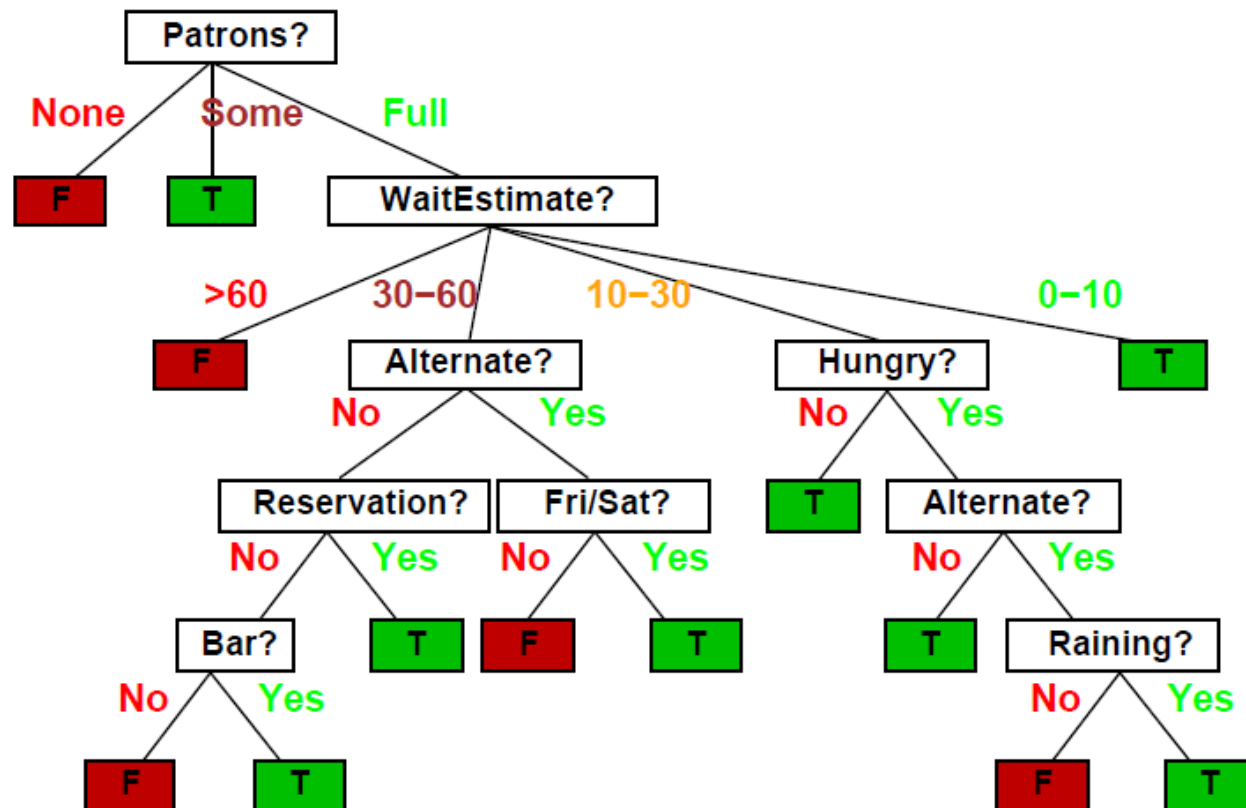 Patrons?
None Some Full
F T WaitEstimate?
>60 30−60 10−30 0−10
F Alternate? Hungry? T
No Yes No Yes
Reservation? Fri/Sat? T Alternate?
No Yes No Yes No Yes
Bar? T F T T Raining?
No Yes No Yes
F T F T